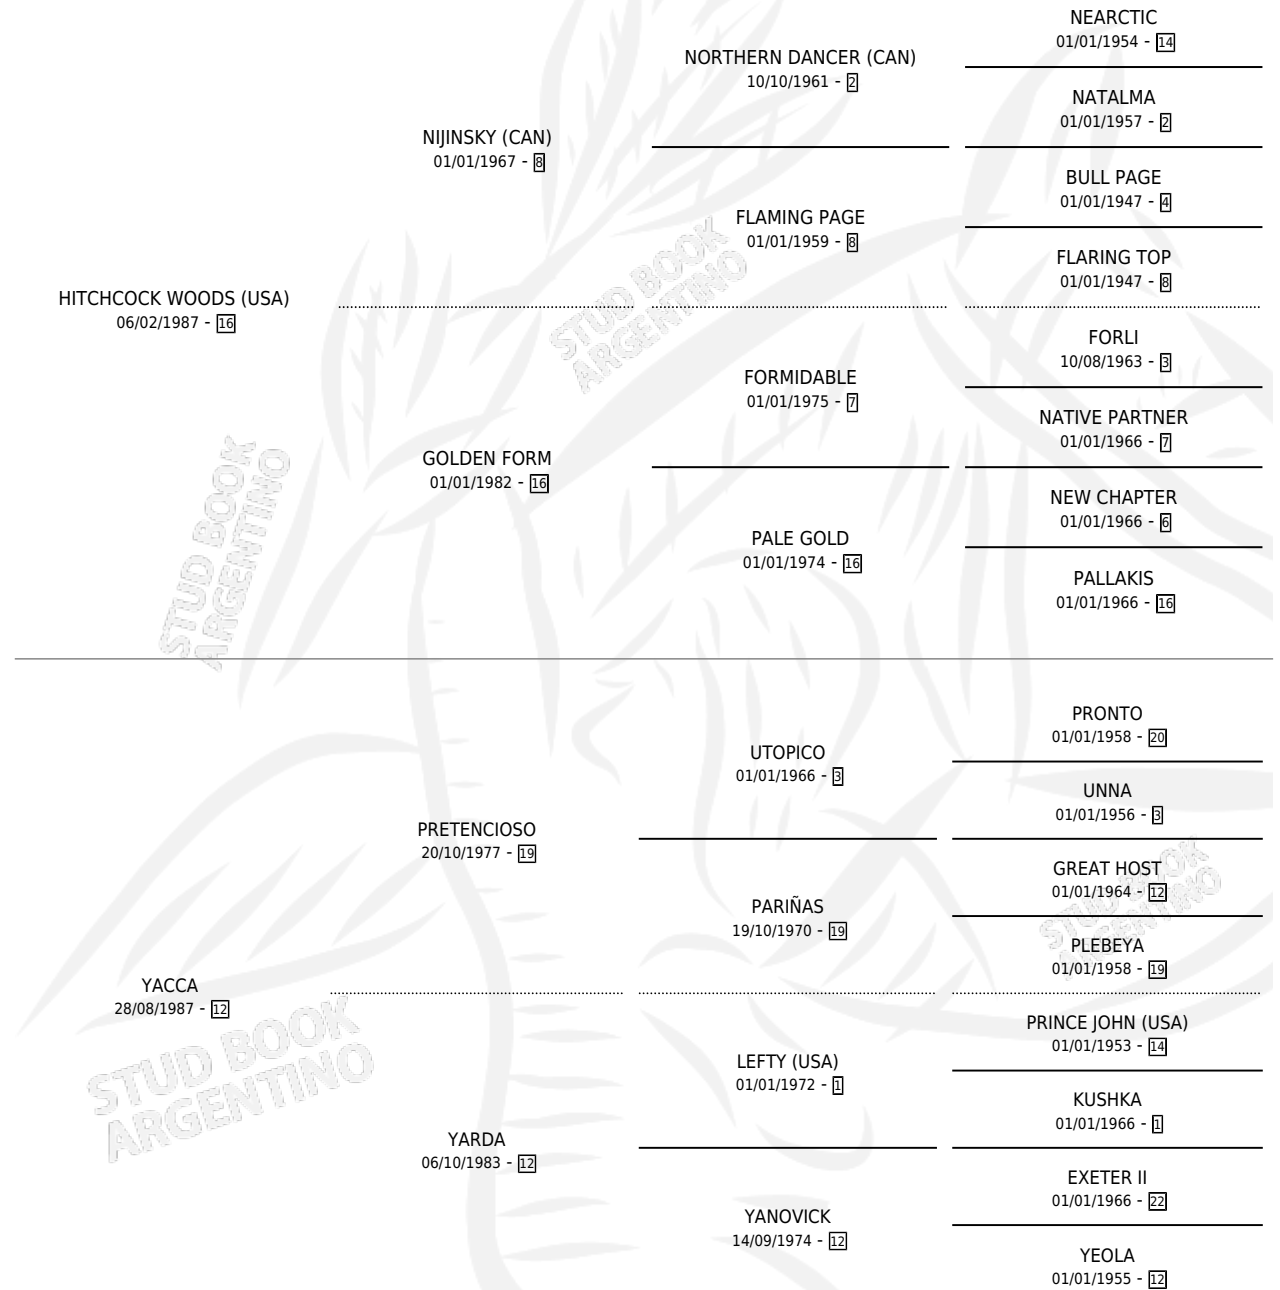 NEARCTIC
01/01/1954 - 14
NORTHERN DANCER (CAN)
10/10/1961 - 2
NATALMA
01/01/1957 - 2
NIJINSKY (CAN)
01/01/1967 - 8
BULL PAGE
01/01/1947 - 4
FLAMING PAGE
01/01/1959 - 8
FLARING TOP
01/01/1947 - 8
HITCHCOCK WOODS (USA)
06/02/1987 - 16
STUD BOOK
ARGENTINO
FORLI
10/08/1963 - 3
FORMIDABLE
01/01/1975 - 7
NATIVE PARTNER
01/01/1966 - 7
GOLDEN FORM
01/01/1982 - 16
NEW CHAPTER
01/01/1966 - 6
PALE GOLD
01/01/1974 - 16
PALLAKIS
01/01/1966 - 16
STUD BOOK
ARGENTINO
PRONTO
01/01/1958 - 20
UTOPICO
01/01/1966 - 3
UNNA
01/01/1956 - 3
PRETENCIOSO
20/10/1977 - 19
GREAT HOST
01/01/1964 - 12
PARIÑAS
19/10/1970 - 19
PLEBEYA
01/01/1958 - 19
STUD BOOK
ARGENTINO
YACCA
28/08/1987 - 12
PRINCE JOHN (USA)
01/01/1953 - 14
LEFTY (USA)
01/01/1972 - 1
KUSHKA
01/01/1966 - 1
STUD BOOK
ARGENTINO
YARDA
06/10/1983 - 12
EXETER II
01/01/1966 - 22
YANOVICK
14/09/1974 - 12
YEOLA
01/01/1955 - 12